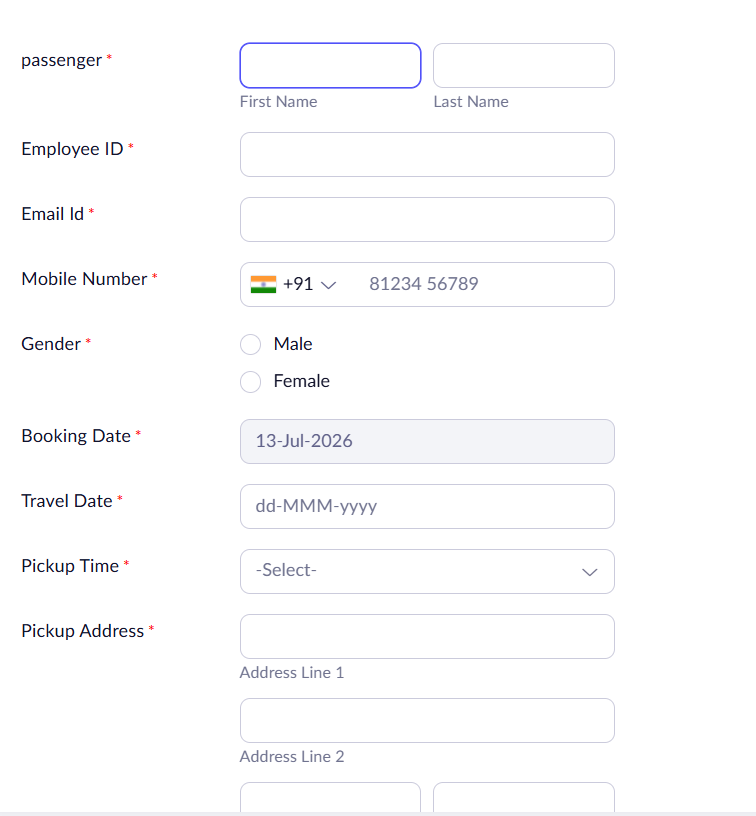 passenger *
First Name Last Name
Employee ID *
Email Id *
Mobile Number * +91 81234 56789
Gender * Male
Female
Booking Date * 13-Jul-2026
Travel Date * dd-MMM-yyyy
Pickup Time * -Select-
Pickup Address *
Address Line 1
Address Line 2